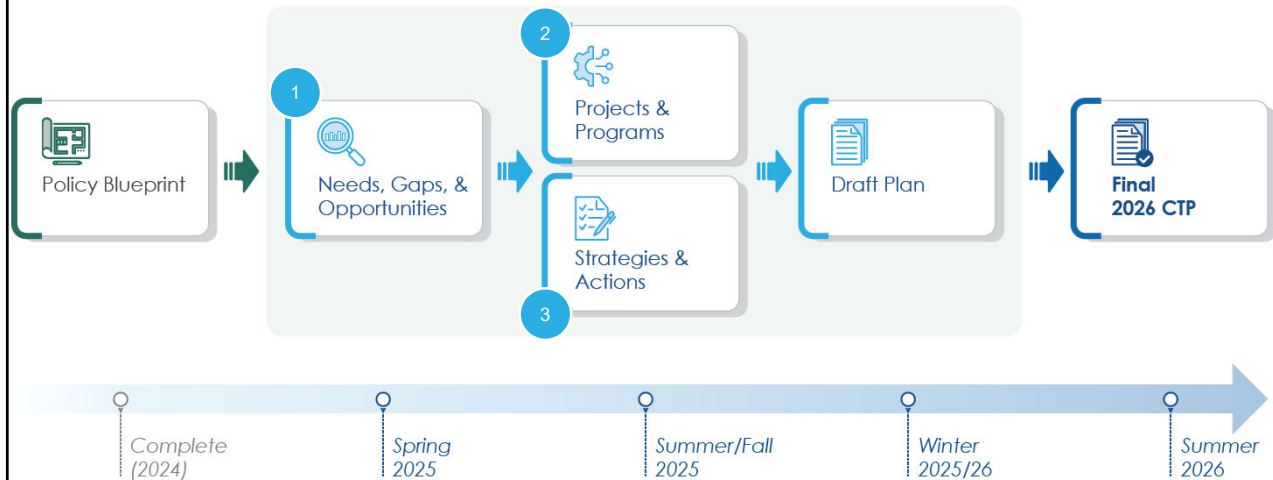 Policy Blueprint
1
Needs, Gaps, &
Opportunities
2
Projects &
Programs
Strategies &
Actions
3
Draft Plan
Final
2026 CTP
Complete
(2024)
Spring
2025
Summer/Fall
2025
Winter
2025/26
Summer
2026